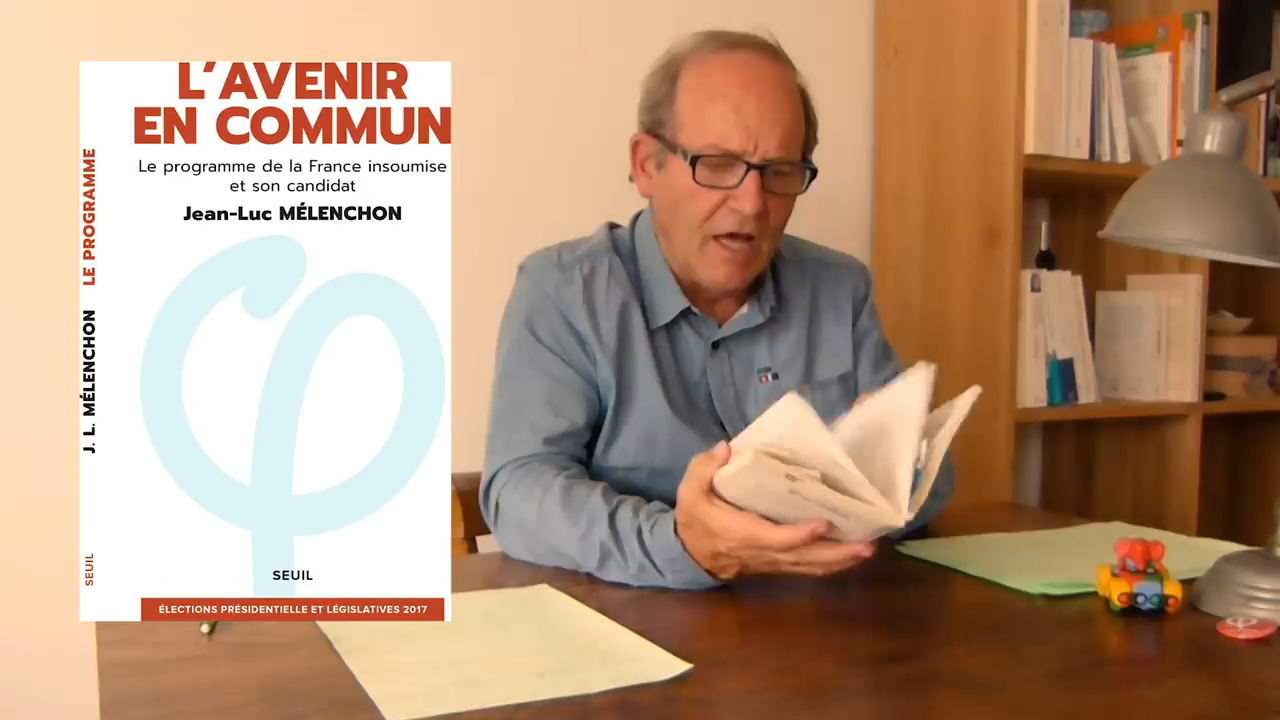 L'AVENIR
EN COMMUN
Le programme de la France insoumise
et son candidat
Jean-Luc MÉLENCHON
SEUIL
ÉLECTIONS PRÉSIDENTIELLE ET LÉGISLATIVES 2017
LE PROGRAMME
J. L. MÉLENCHON
SEUIL